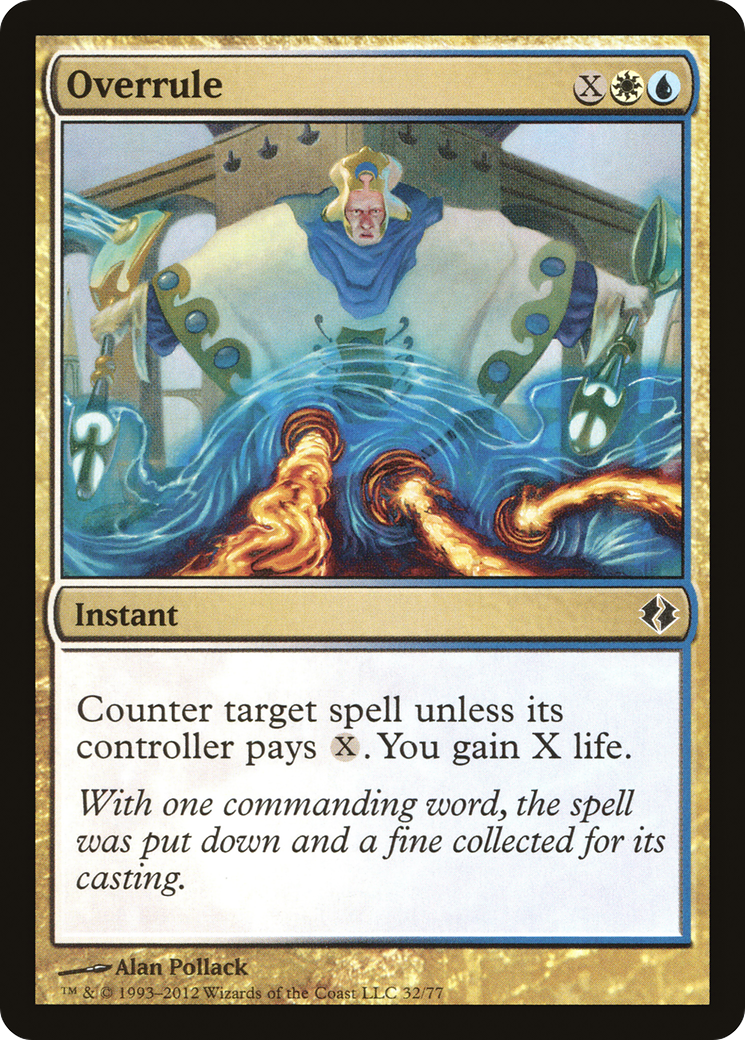 Overrule X
Instant
Counter target spell unless its
controller pays X. You gain X life.
With one commanding word, the spell
was put down and a fine collected for its
casting.
Alan Pollack
™ & © 1993–2012 Wizards of the Coast LLC 32/77